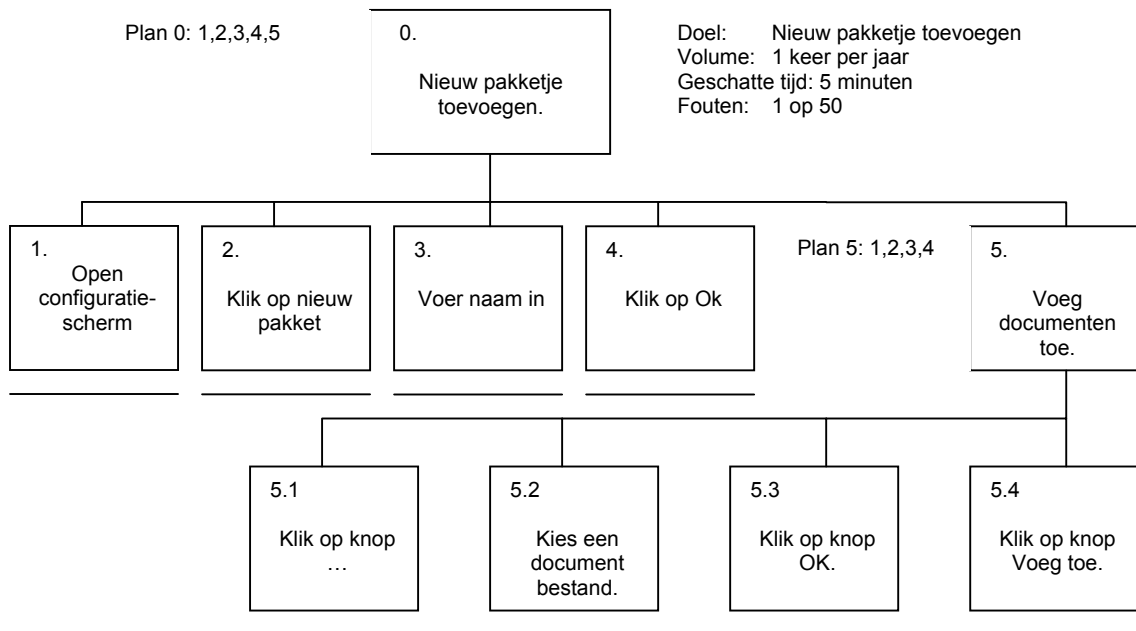 Plan 0: 1,2,3,4,5
0.
Nieuw pakketje
toevoegen.
Doel: Nieuw pakketje toevoegen
Volume: 1 keer per jaar
Geschatte tijd: 5 minuten
Fouten: 1 op 50
1.
Open
configuratie-
scherm
2.
Klik op nieuw
pakket
3.
Voer naam in
4.
Klik op Ok
Plan 5: 1,2,3,4
5.
Voeg
documenten
toe.
5.1
Klik op knop
…
5.2
Kies een
document
bestand.
5.3
Klik op knop
OK.
5.4
Klik op knop
Voeg toe.